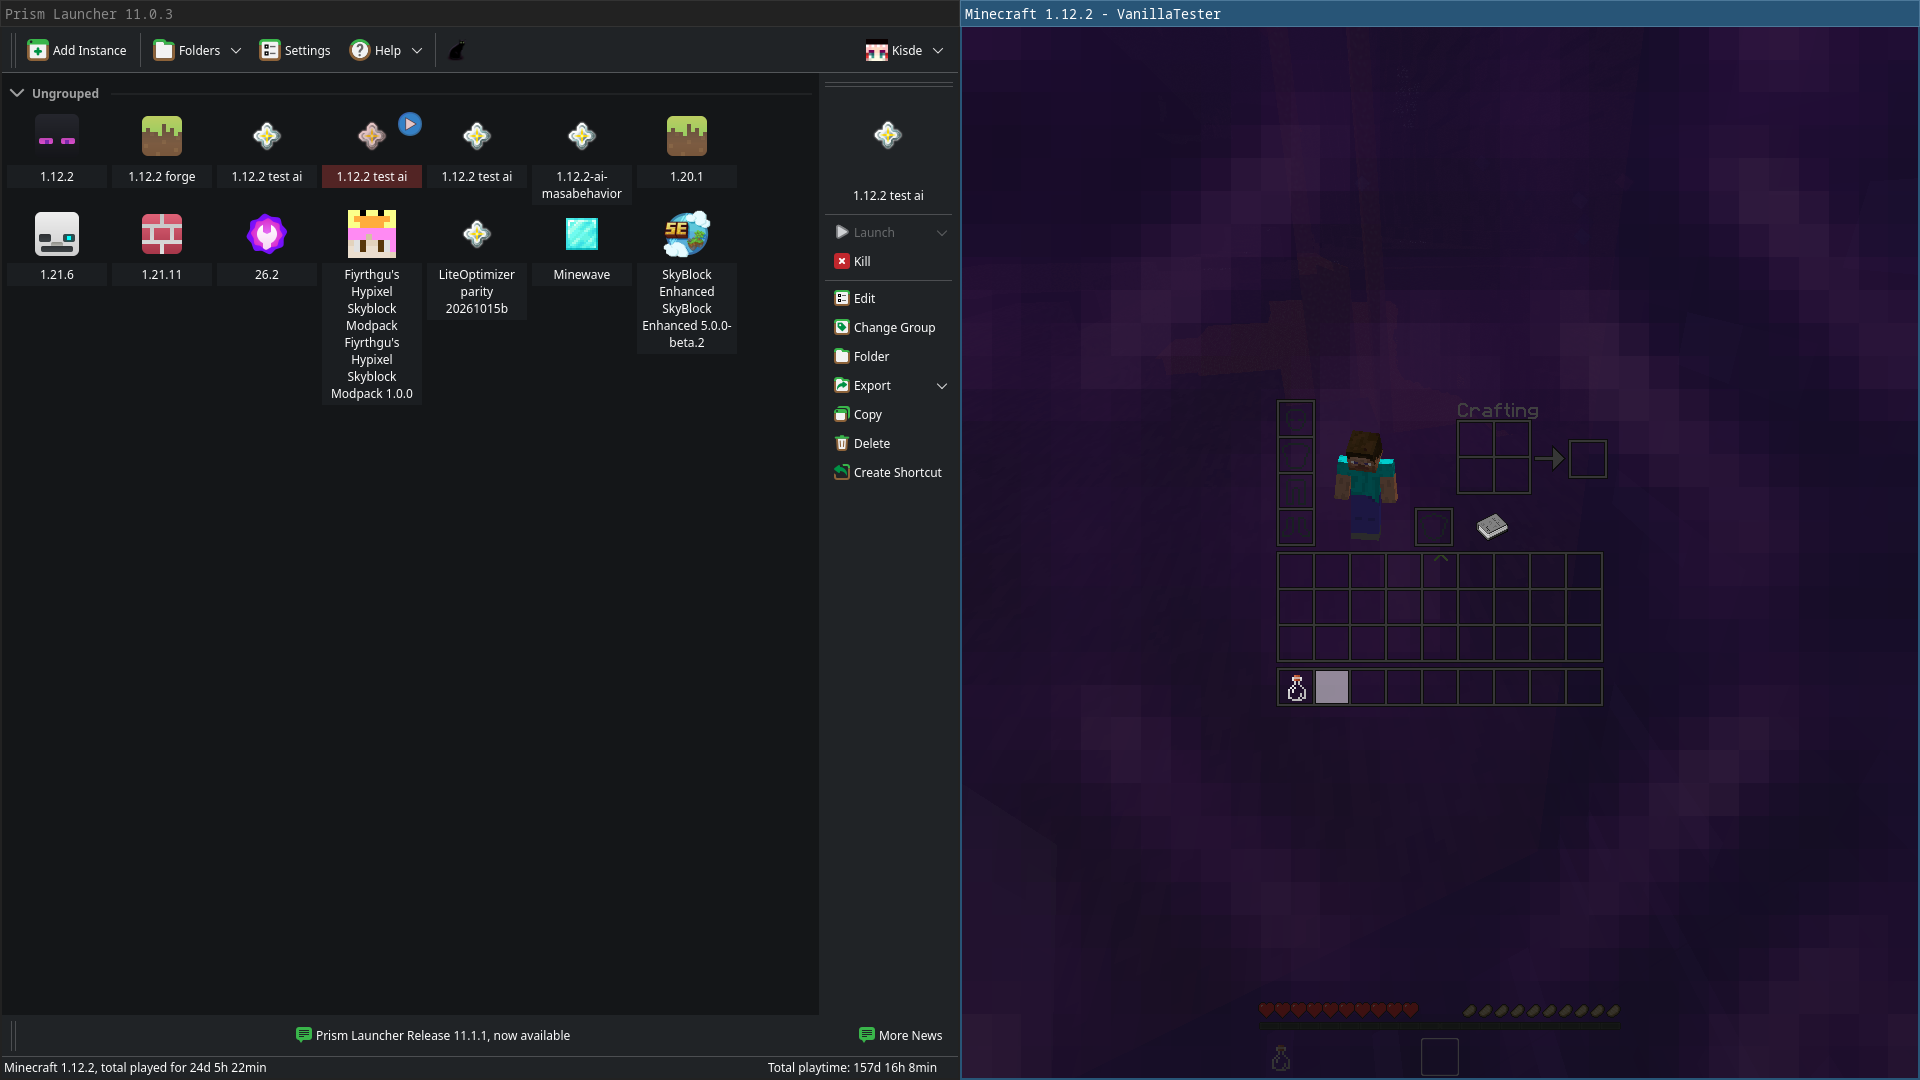 Prism Launcher 11.0.3
Minecraft 1.12.2 - VanillaTester
Add Instance
Folders
Settings
Help
Kisde
Ungrouped
1.12.2
1.12.2 forge
1.12.2 test ai
1.12.2 test ai
1.12.2 test ai
1.12.2-ai-
masabehavior
1.20.1
1.21.6
1.21.11
26.2
Fiyrthgu's
Hypixel
Skyblock
Modpack
Fiyrthgu's
Hypixel
Skyblock
Modpack 1.0.0
LiteOptimizer
parity
20261015b
Minewave
SE
SkyBlock
Enhanced
SkyBlock
Enhanced 5.0.0-
beta.2
1.12.2 test ai
Launch
Kill
Edit
Change Group
Folder
Export
Copy
Delete
Create Shortcut
Crafting
Prism Launcher Release 11.1.1, now available
More News
Minecraft 1.12.2, total played for 24d 5h 22min
Total playtime: 157d 16h 8min